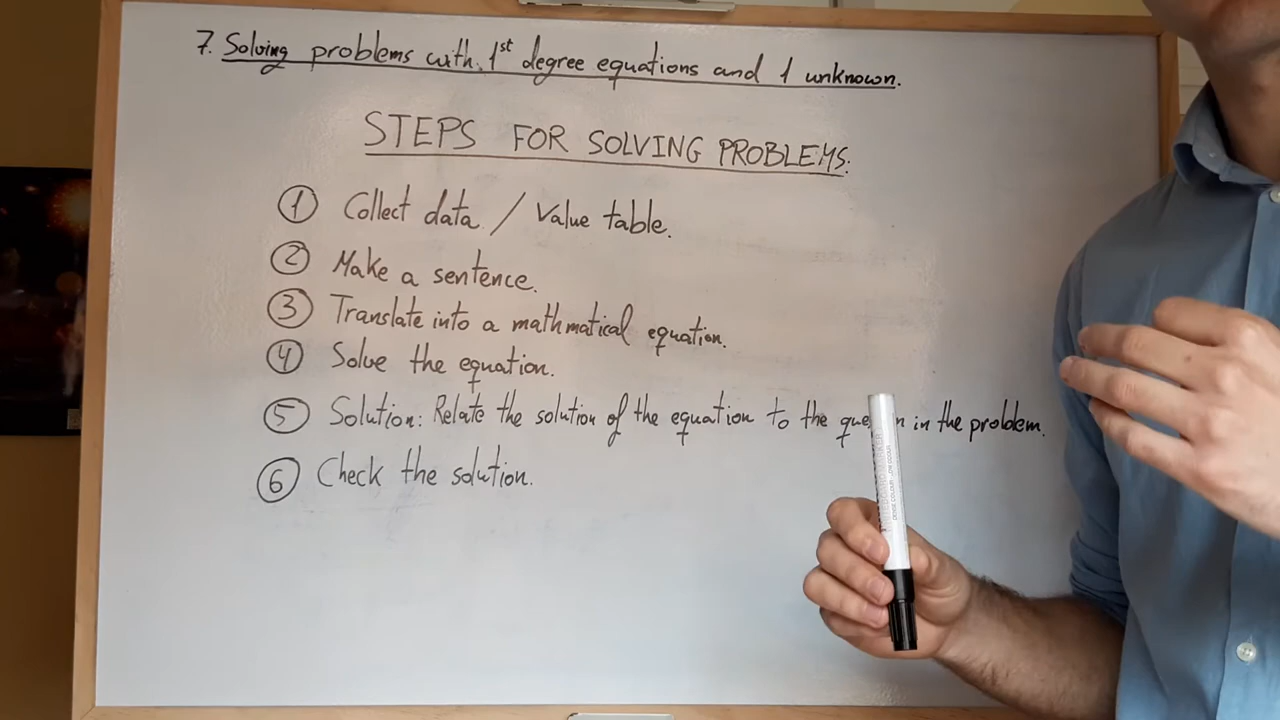 7. Solving problems with 1st degree equations and 1 unknown.
STEPS FOR SOLVING PROBLEMS:
1 Collect data / Value table.
2 Make a sentence.
3 Translate into a mathmatical equation.
4 Solve the equation.
5 Solution: Relate the solution of the equation to the in the problem.
6 Check the solution.